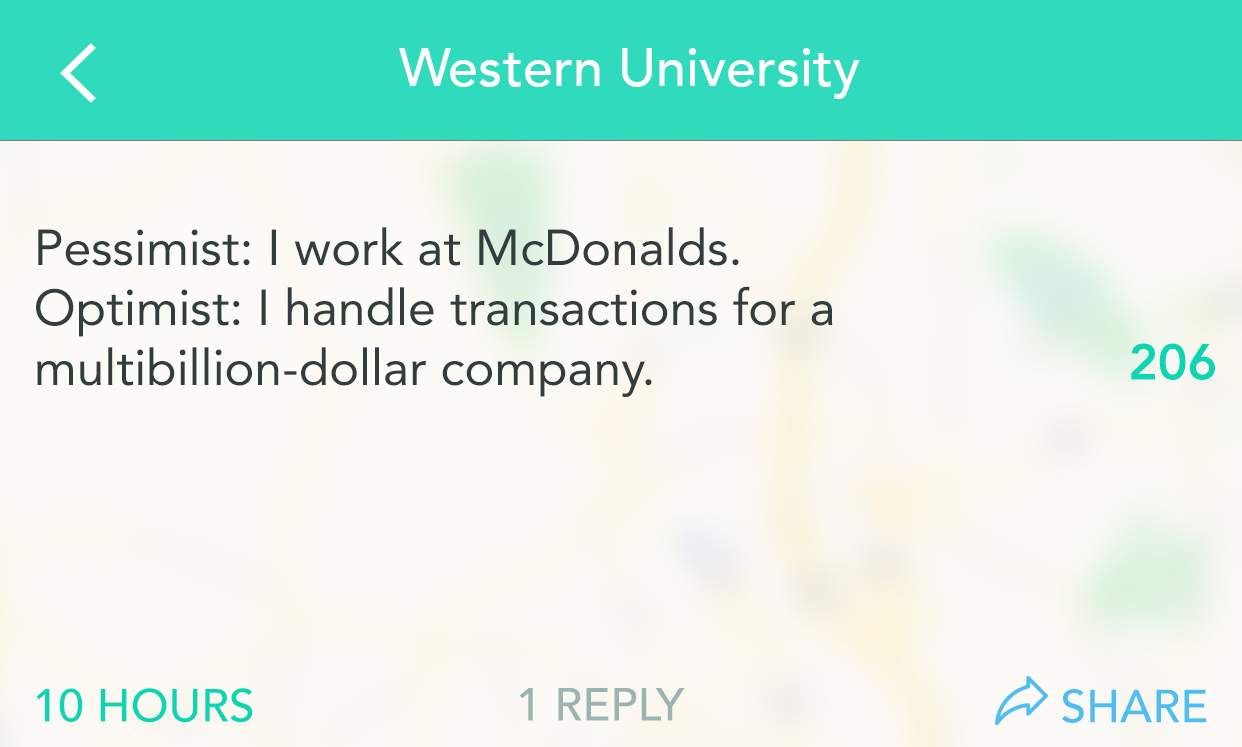 Western University
Pessimist: I work at McDonalds.
Optimist: I handle transactions for a
multibillion-dollar company.
206
10 HOURS
1 REPLY
SHARE